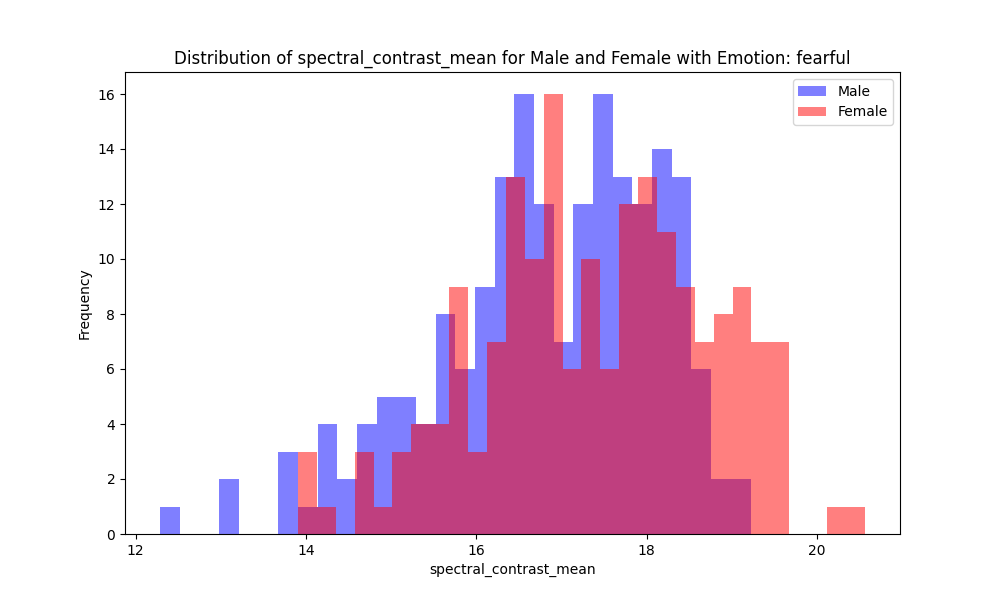 Distribution of spectral_contrast_mean for Male and Female with Emotion: fearful
Male
Female
Frequency
16
14
12
10
8
6
4
2
0
12
14
16
18
20
spectral_contrast_mean